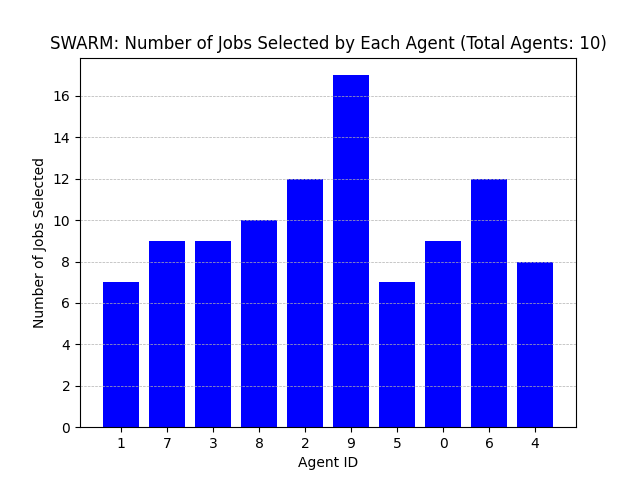 SWARM: Number of Jobs Selected by Each Agent (Total Agents: 10)
Number of Jobs Selected
16
14
12
10
8
6
4
2
0
1 7 3 8 2 9 5 0 6 4
Agent ID